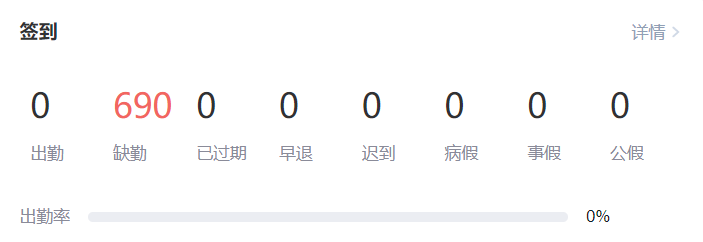 签到 详情
0 690 0 0 0 0 0 0
出勤 缺勤 已过期 早退 迟到 病假 事假 公假
出勤率 0%